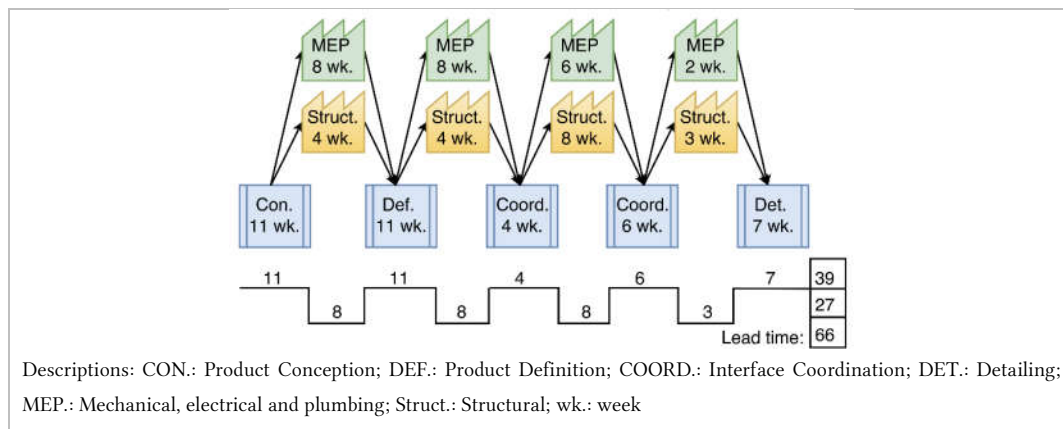 MEP MEP MEP MEP
8 wk. 8 wk. 6 wk. 2 wk.
Struct. Struct. Struct. Struct.
4 wk. 4 wk. 8 wk. 3 wk.
Con. Def. Coord. Coord. Det.
11 wk. 11 wk. 4 wk. 6 wk. 7 wk.
11 11 4 6 7 39
8 8 8 3 27
Lead time: 66
Descriptions: CON.: Product Conception; DEF.: Product Definition; COORD.: Interface Coordination; DET.: Detailing;
MEP.: Mechanical, electrical and plumbing; Struct.: Structural; wk.: week